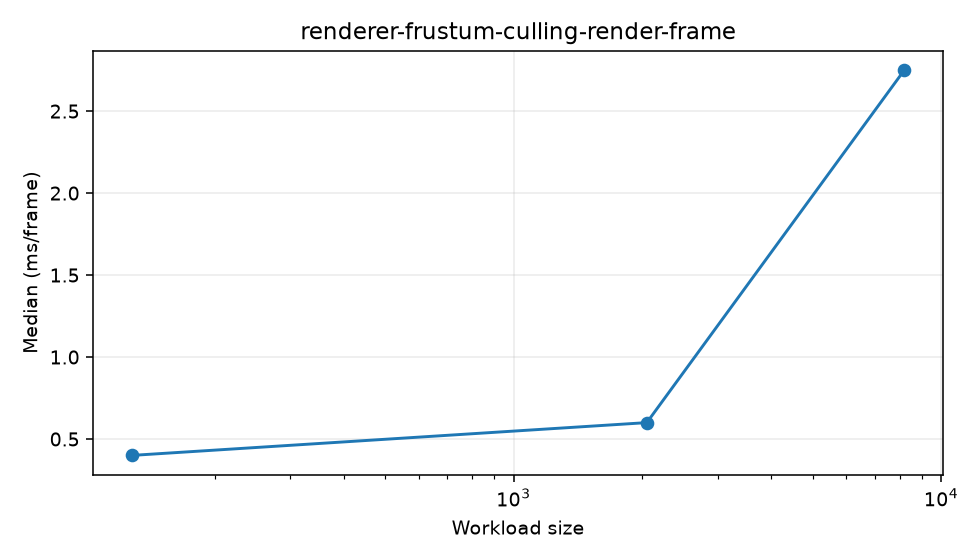 renderer-frustum-culling-render-frame
Median (ms/frame)
2.5
2.0
1.5
1.0
0.5
10³ 10⁴
Workload size